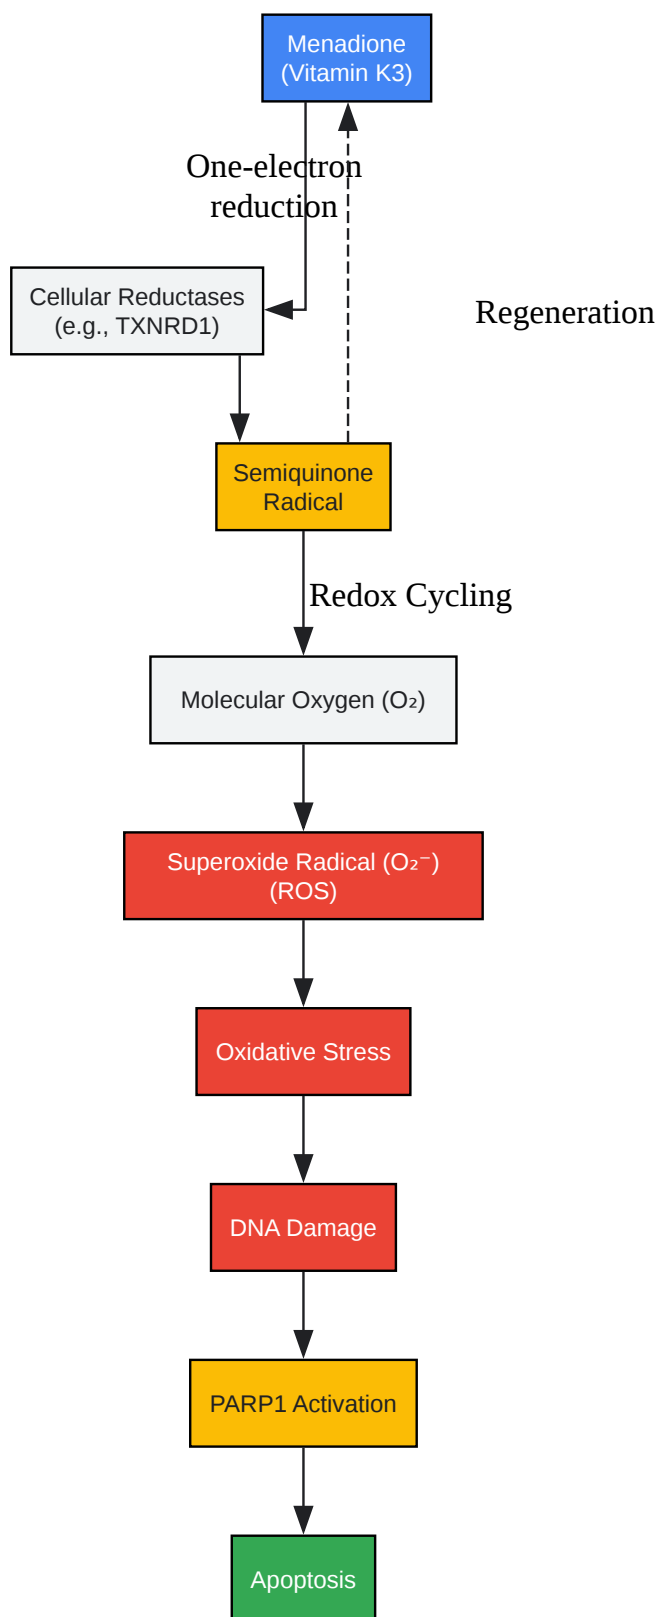 Menadione
(Vitamin K3)
One-electron
reduction
Cellular Reductases
(e.g., TXNRD1)
Regeneration
Semiquinone
Radical
Redox Cycling
Molecular Oxygen (O₂)
Superoxide Radical (O₂⁻)
(ROS)
Oxidative Stress
DNA Damage
PARP1 Activation
Apoptosis